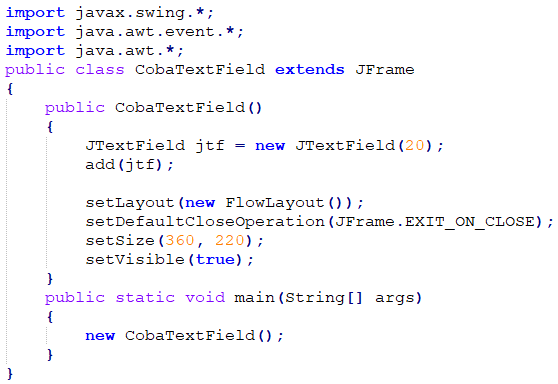 import javax.swing.*;
import java.awt.event.*;
import java.awt.*;
public class CobaTextField extends JFrame
{
    public CobaTextField()
    {
        JTextField jtf = new JTextField(20);
        add(jtf);

        setLayout(new FlowLayout());
        setDefaultCloseOperation(JFrame.EXIT_ON_CLOSE);
        setSize(360, 220);
        setVisible(true);
    }
    public static void main(String[] args)
    {
        new CobaTextField();
    }
}